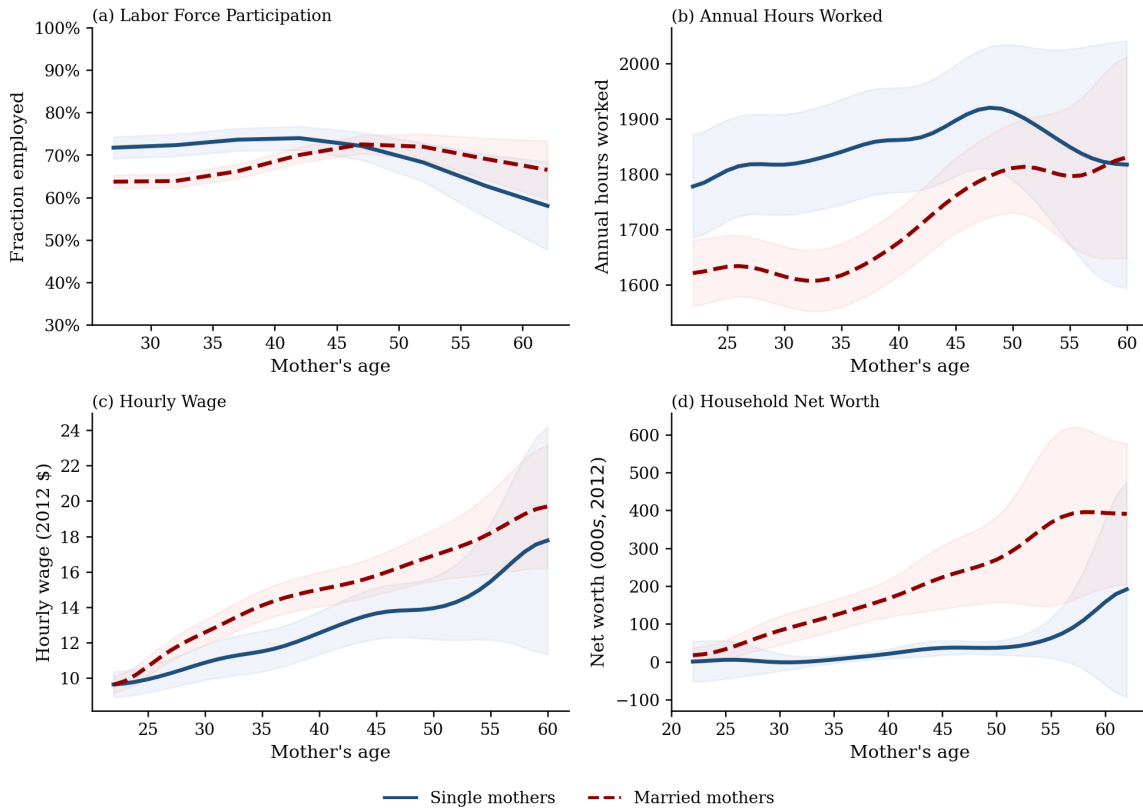 (a) Labor Force Participation
100%
90%
80%
70%
60%
50%
40%
30%
Fraction employed
30 35 40 45 50 55 60
Mother's age
(b) Annual Hours Worked
2000
1900
1800
1700
1600
Annual hours worked
25 30 35 40 45 50 55 60
Mother's age
(c) Hourly Wage
24
22
20
18
16
14
12
10
Hourly wage (2012 $)
25 30 35 40 45 50 55 60
Mother's age
(d) Household Net Worth
600
500
400
300
200
100
0
−100
Net worth (000s, 2012)
20 25 30 35 40 45 50 55 60
Mother's age
Single mothers Married mothers